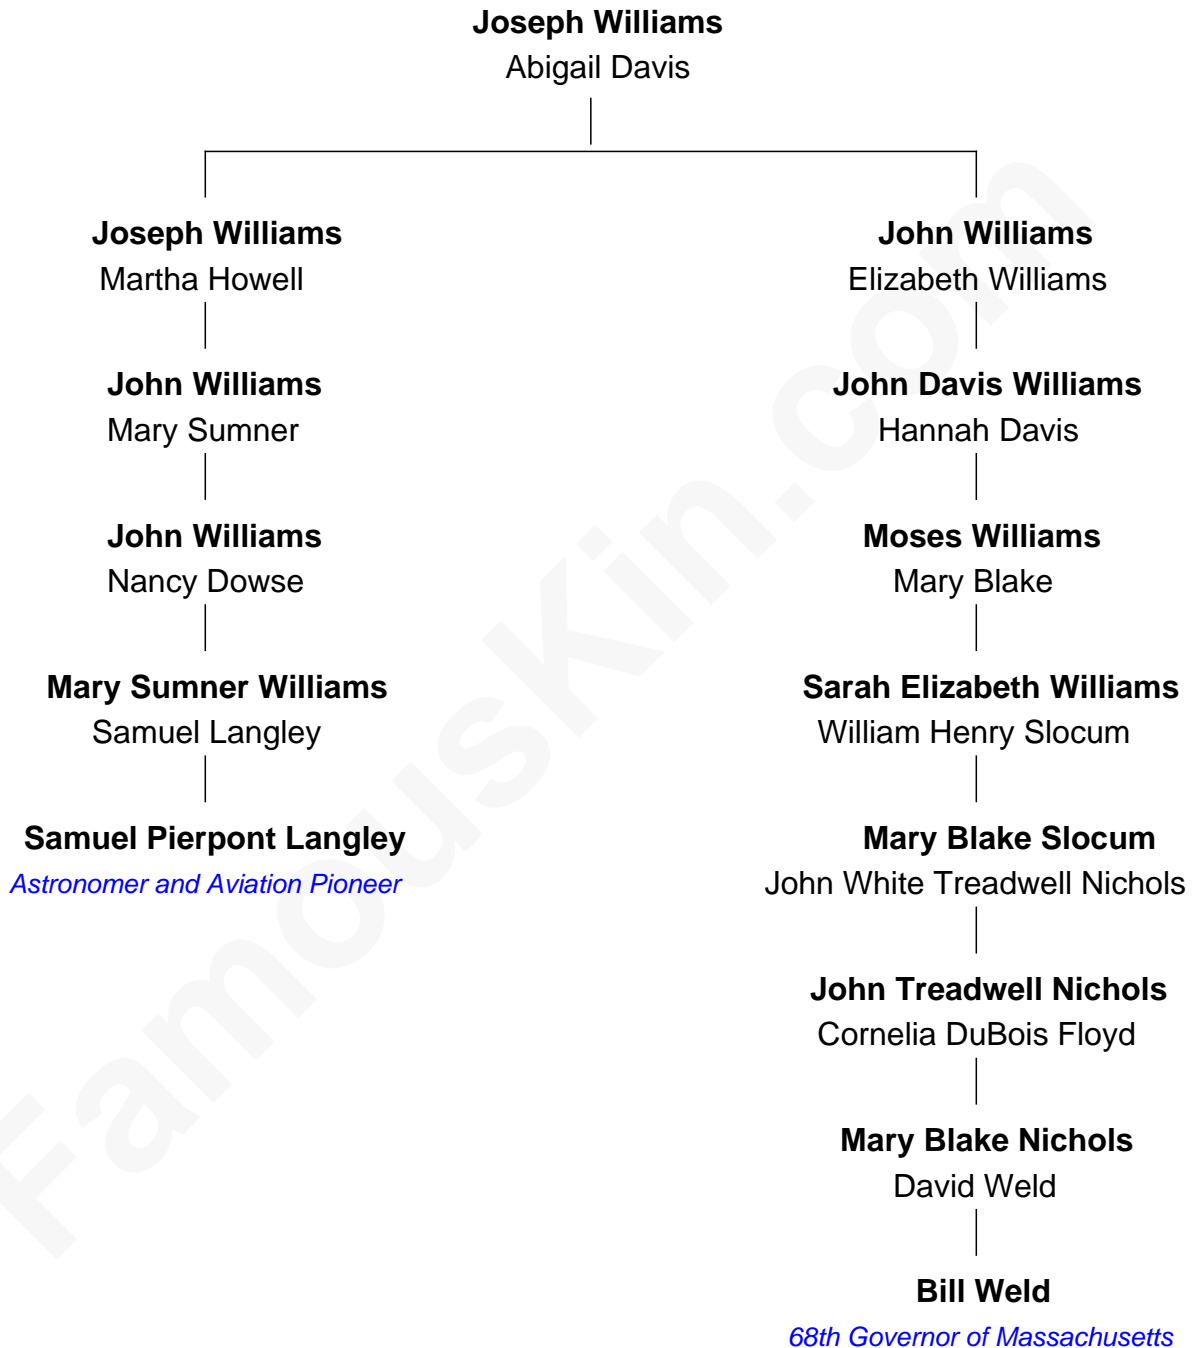 Joseph Williams
Abigail Davis
Joseph Williams
Martha Howell
John Williams
Mary Sumner
John Williams
Nancy Dowse
Mary Sumner Williams
Samuel Langley
Samuel Pierpont Langley
Astronomer and Aviation Pioneer
John Williams
Elizabeth Williams
John Davis Williams
Hannah Davis
Moses Williams
Mary Blake
Sarah Elizabeth Williams
William Henry Slocum
Mary Blake Slocum
John White Treadwell Nichols
John Treadwell Nichols
Cornelia DuBois Floyd
Mary Blake Nichols
David Weld
Bill Weld
68th Governor of Massachusetts
FamousKin.com